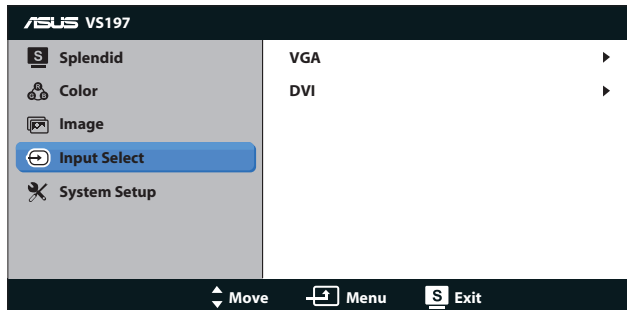 ASUS VS197
S Splendid
Color
Image
Input Select
System Setup
VGA
DVI
Move Menu S Exit